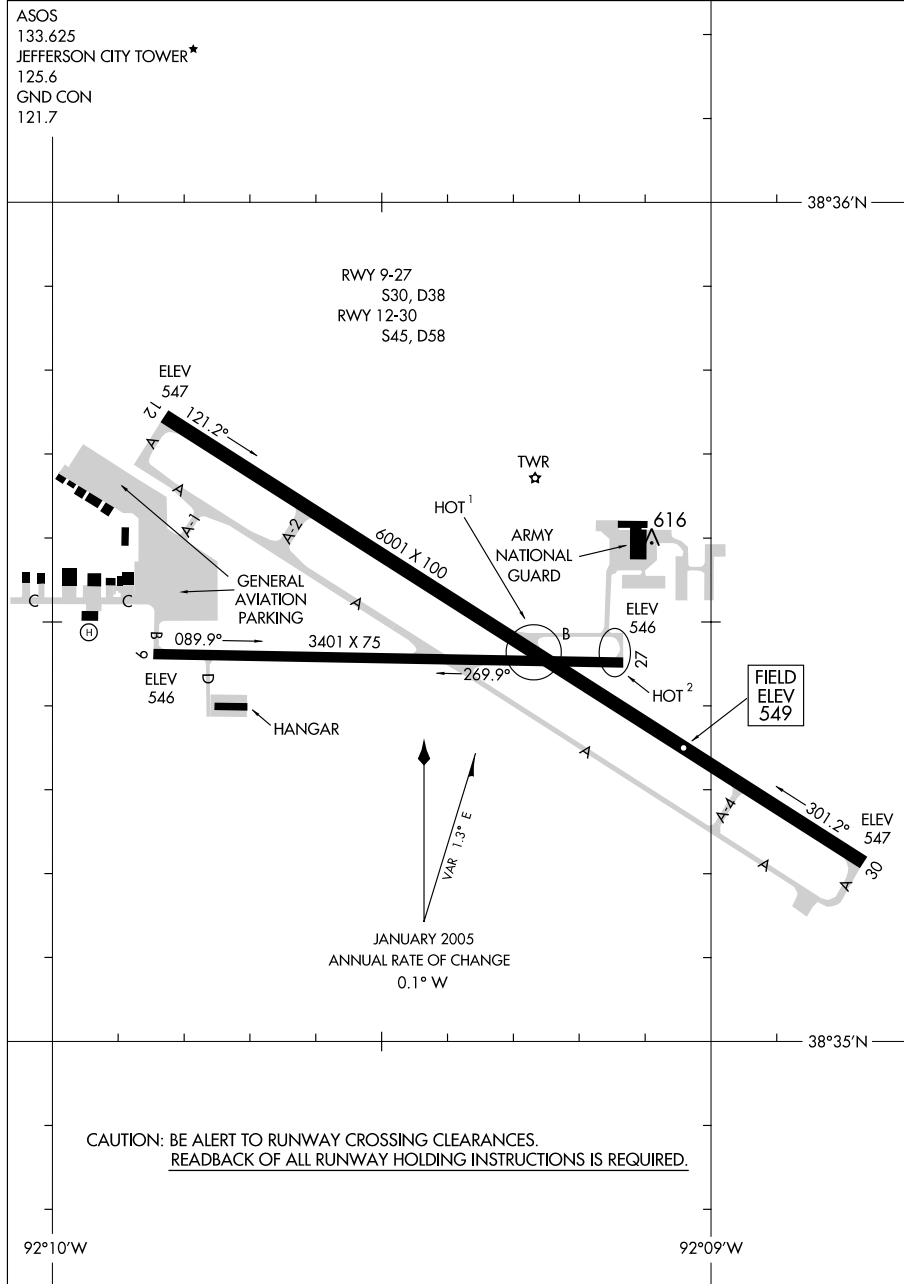 ASOS
133.625
JEFFERSON CITY TOWER★
125.6
GND CON
121.7
38°36'N
RWY 9-27
S30, D38
RWY 12-30
S45, D58
ELEV
547
12
121.2°
A
A
A-1
A-2
6001 X 100
TWR
HOT 1
ARMY
NATIONAL
GUARD
616
GENERAL
AVIATION
PARKING
C
C
H
A
B
ELEV
546
27
HOT 2
B
9
089.9°
3401 X 75
269.9°
ELEV
546
D
HANGAR
FIELD
ELEV
549
A
A-4
301.2°
ELEV
547
30
A
A
VAR 1.3° E
JANUARY 2005
ANNUAL RATE OF CHANGE
0.1° W
38°35'N
CAUTION: BE ALERT TO RUNWAY CROSSING CLEARANCES.
READBACK OF ALL RUNWAY HOLDING INSTRUCTIONS IS REQUIRED.
92°10'W
92°09'W